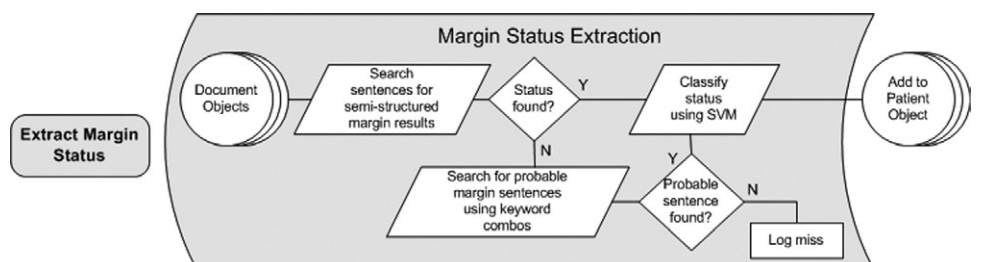 Margin Status Extraction
Extract Margin
Status
Document
Objects
Search
sentences for
semi-structured
margin results
Status
found?
Y
N
Classify
status
using SVM
Add to
Patient
Object
Search for probable
margin sentences
using keyword
combos
Y
Probable
sentence
found?
N
Log miss